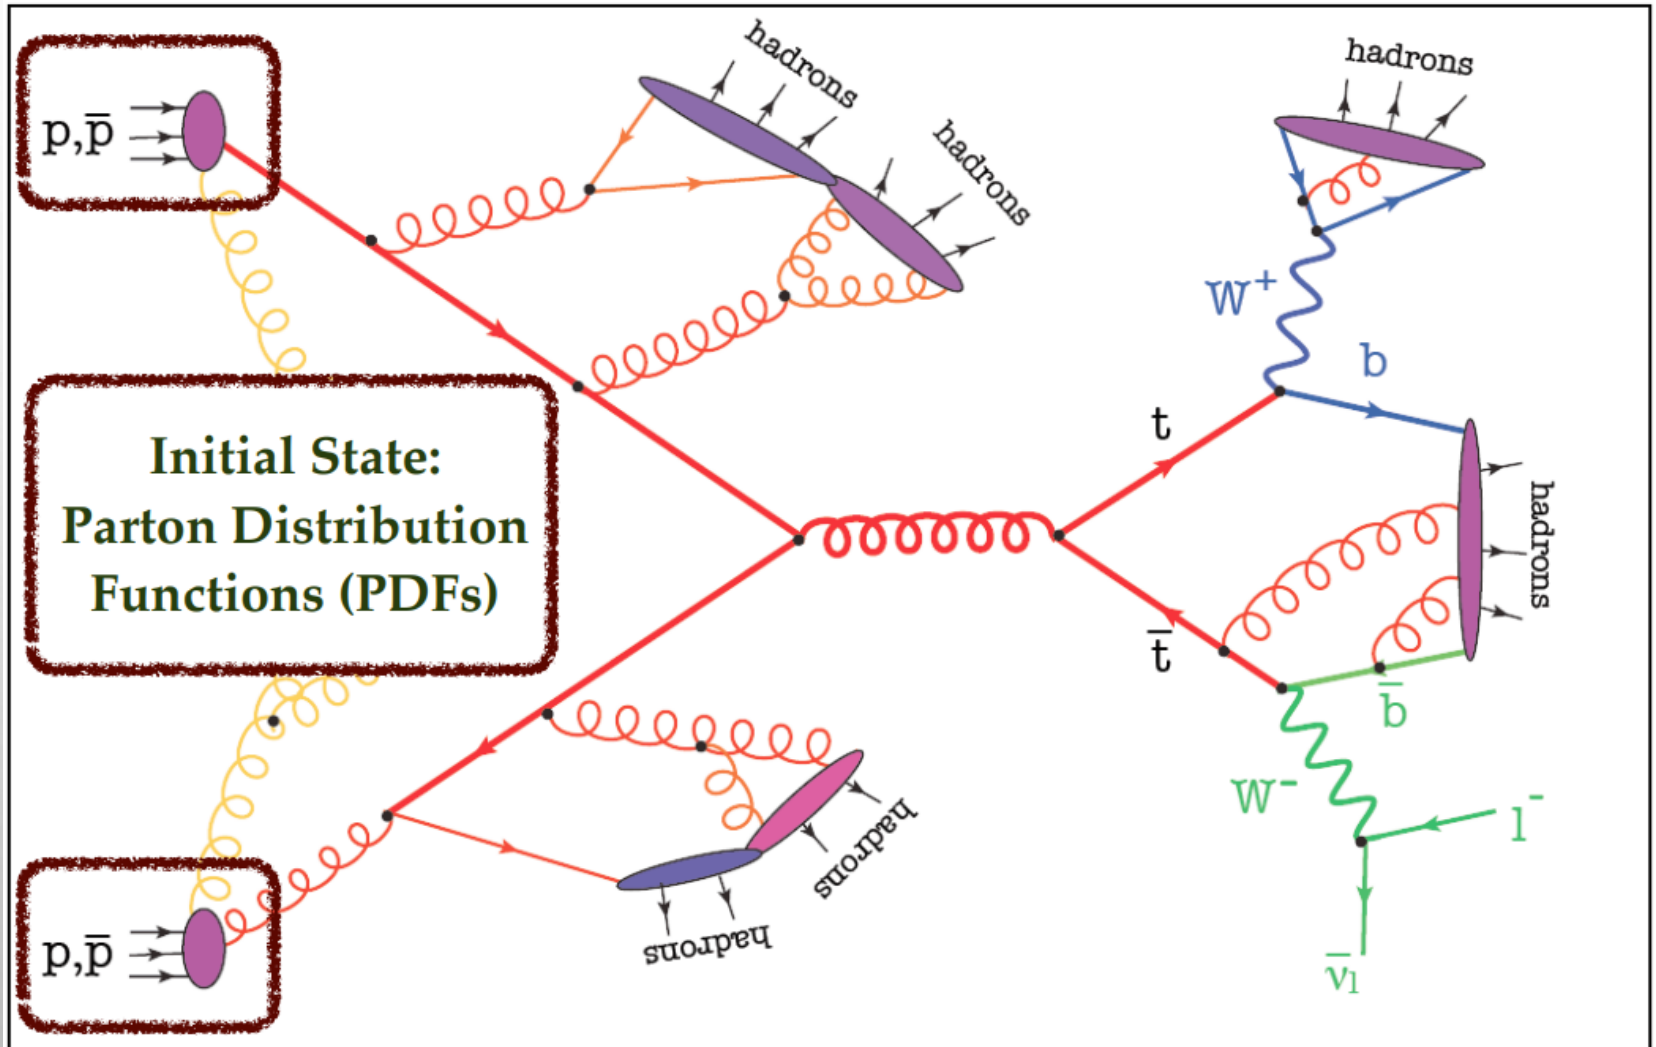 p,p̄
hadrons
hadrons
hadrons
W⁺
b
t
Initial State:
Parton Distribution
Functions (PDFs)
hadrons
t̄
b̄
W⁻
l⁻
hadrons
hadrons
p,p̄
ν̄ₗ